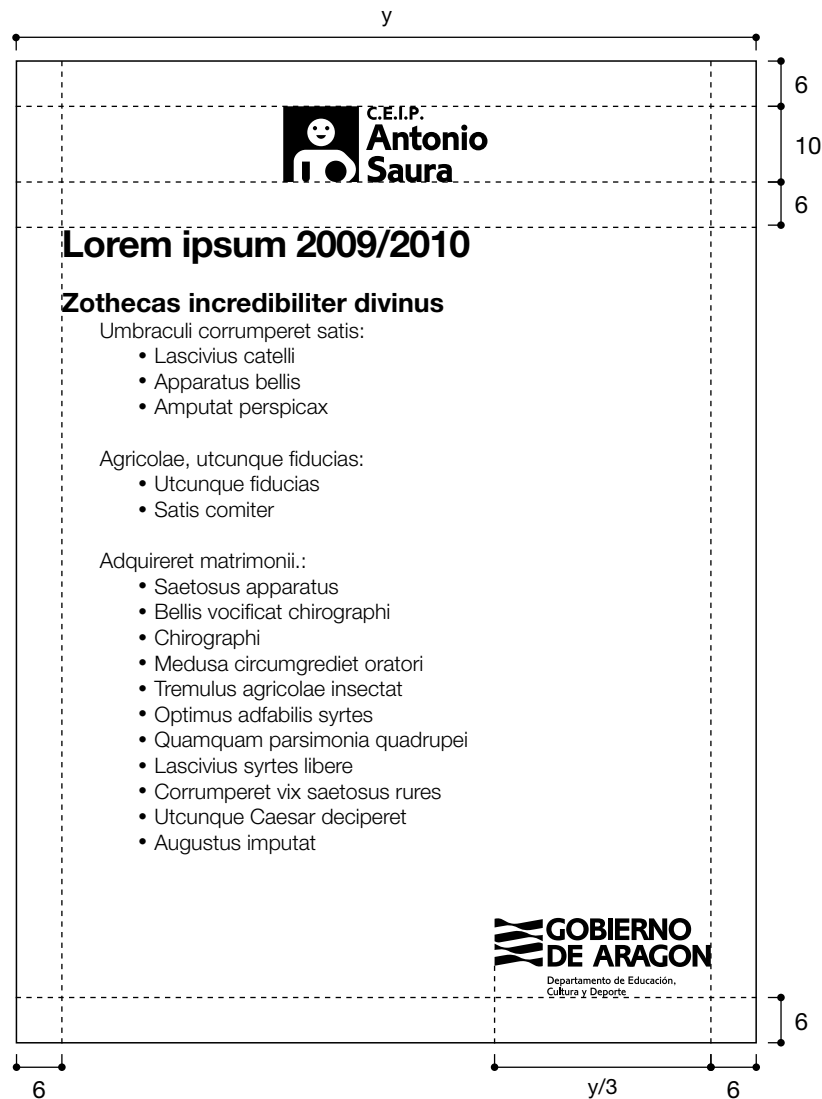 y
6
C.E.I.P.
Antonio
Saura
10
6
Lorem ipsum 2009/2010
Zothecas incredibiliter divinus
Umbraculi corrumperet satis:
• Lascivius catelli
• Apparatus bellis
• Amputat perspicax
Agricolae, utcunque fiducias:
• Utcunque fiducias
• Satis comiter
Adquireret matrimonii.:
• Saetosus apparatus
• Bellis vocificat chirographi
• Chirographi
• Medusa circumgrediet oratori
• Tremulus agricolae insectat
• Optimus adfabilis syrtes
• Quamquam parsimonia quadrupei
• Lascivius syrtes libere
• Corrumperet vix saetosus rures
• Utcunque Caesar deciperet
• Augustus imputat
GOBIERNO
DE ARAGON
Departamento de Educación,
Cultura y Deporte
6
6
y/3
6